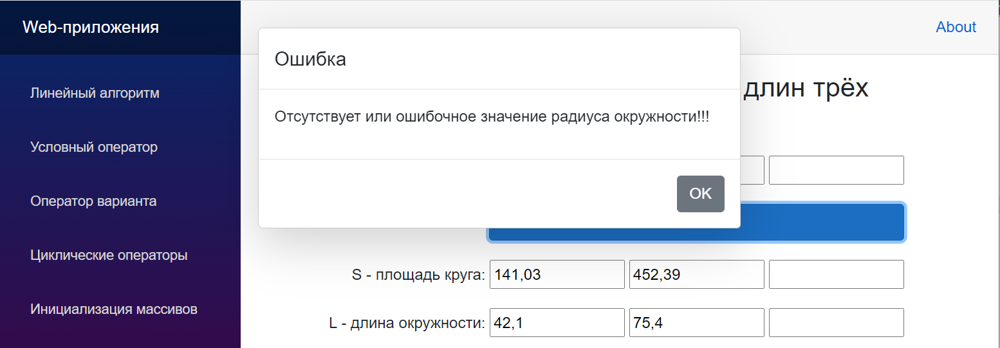 Web-приложения
About
Ошибка
длин трёх
Линейный алгоритм
Отсутствует или ошибочное значение радиуса окружности!!!
Условный оператор
OK
Оператор варианта
Циклические операторы
S - площадь круга: 141,03 452,39
Инициализация массивов
L - длина окружности: 42,1 75,4